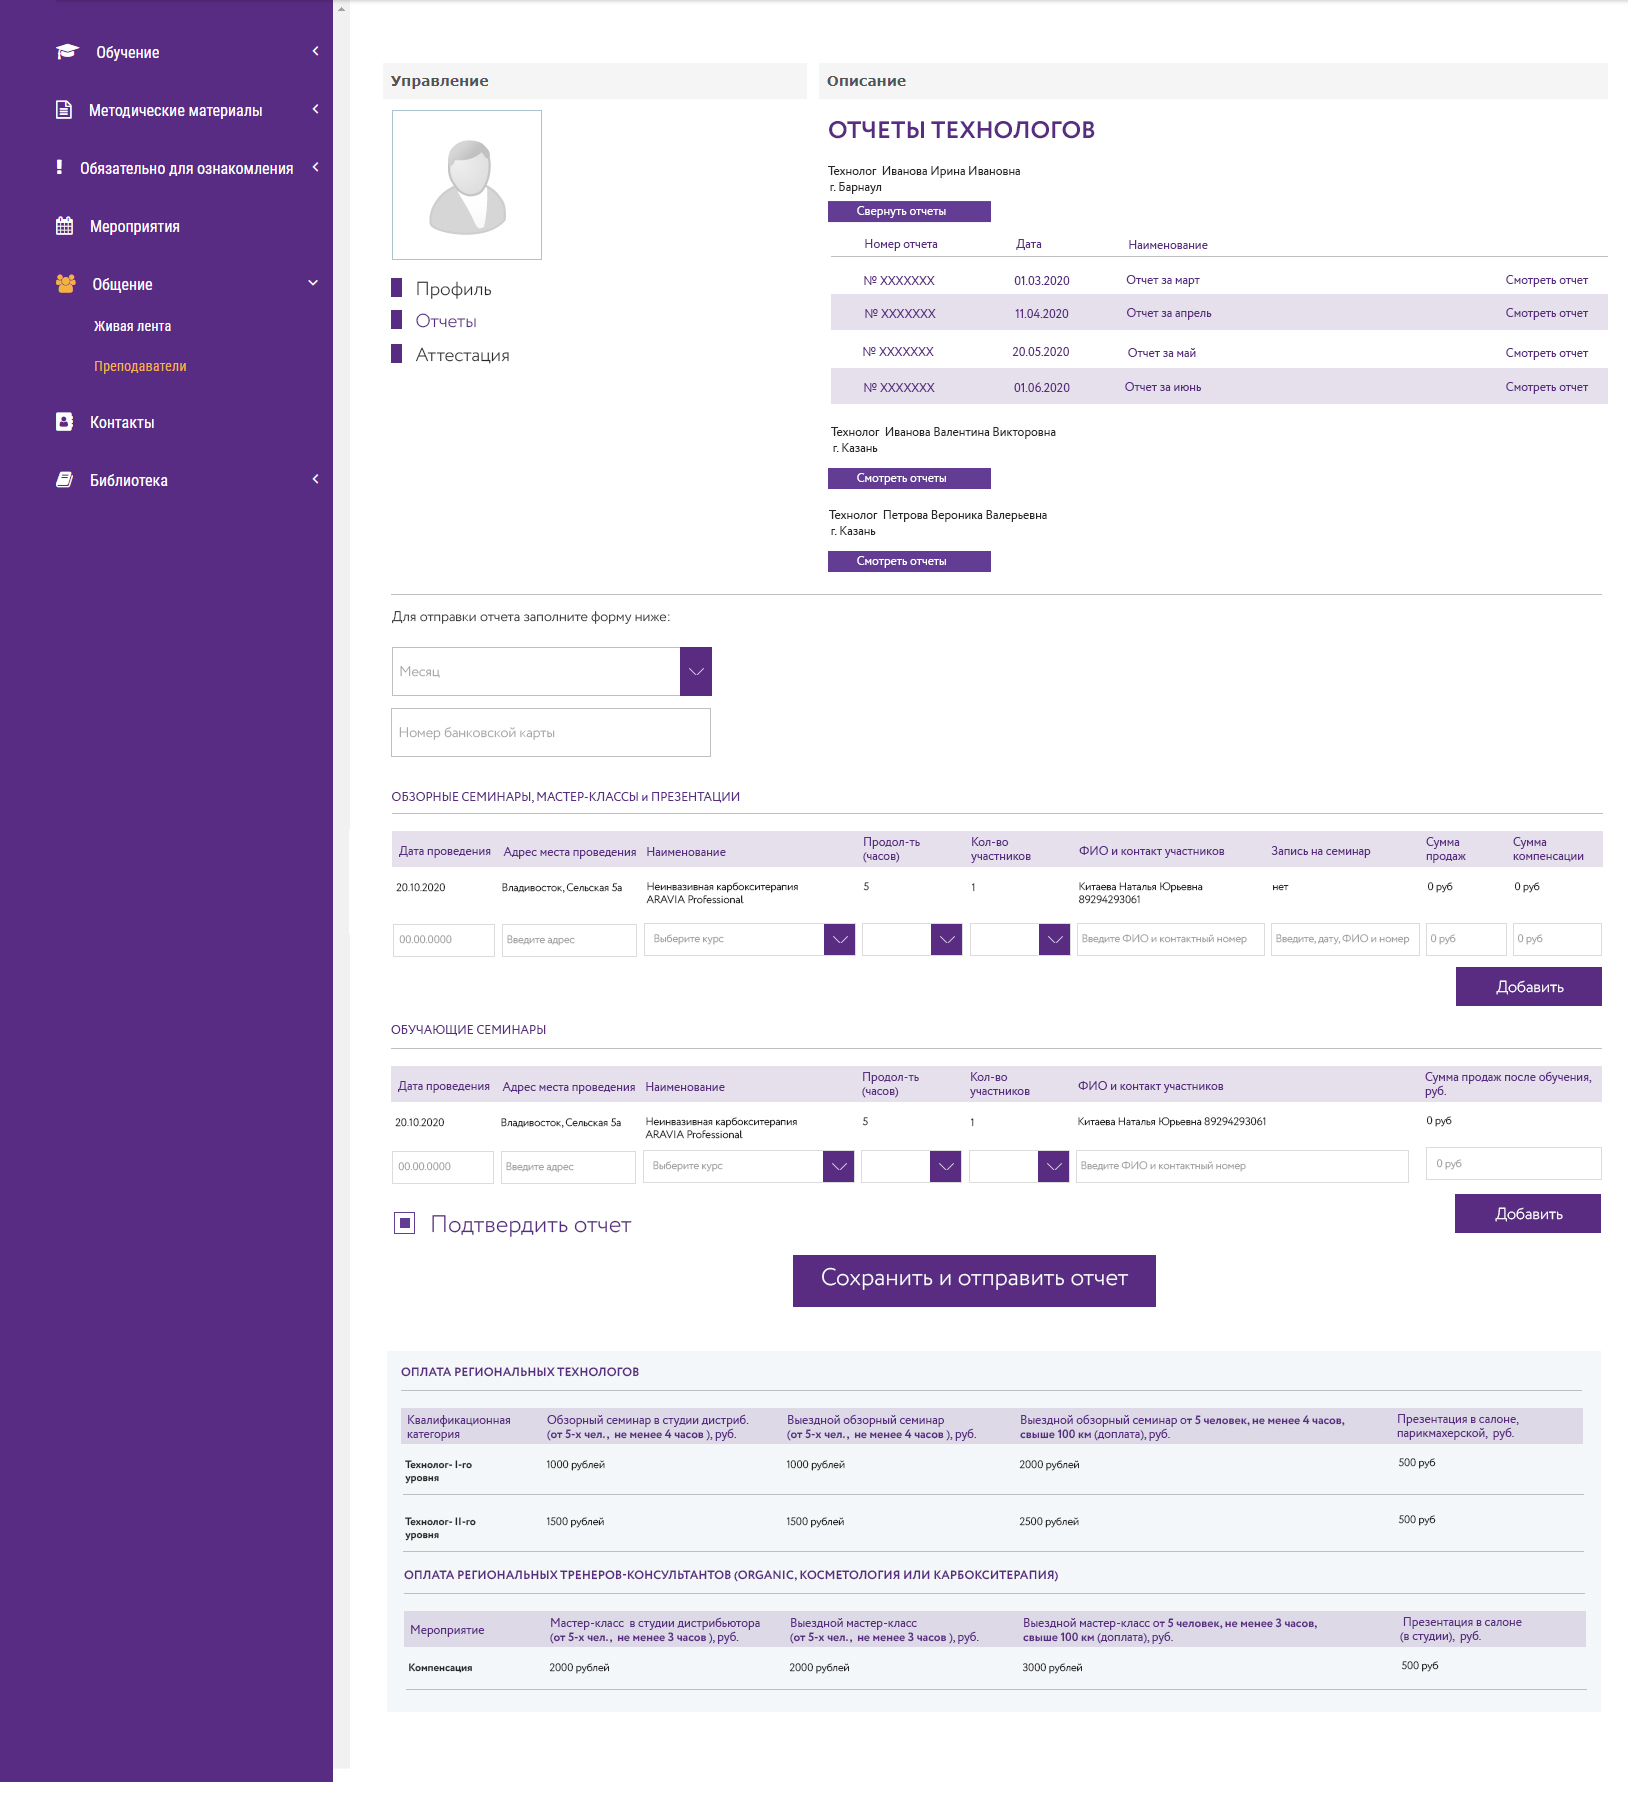 Обучение
Методические материалы
Обязательно для ознакомления
Мероприятия
Общение
Живая лента
Преподаватели
Контакты
Библиотека
Управление
Профиль
Отчеты
Аттестация
Описание
ОТЧЕТЫ ТЕХНОЛОГОВ
Технолог Иванова Ирина Ивановна
г. Барнаул
Свернуть отчеты
Номер отчета Дата Наименование
№ XXXXXXX 01.03.2020 Отчет за март Смотреть отчет
№ XXXXXXX 11.04.2020 Отчет за апрель Смотреть отчет
№ XXXXXXX 20.05.2020 Отчет за май Смотреть отчет
№ XXXXXXX 01.06.2020 Отчет за июнь Смотреть отчет
Технолог Иванова Валентина Викторовна
г. Казань
Смотреть отчеты
Технолог Петрова Вероника Валерьевна
г. Казань
Смотреть отчеты
Для отправки отчета заполните форму ниже:
Месяц
Номер банковской карты
ОБЗОРНЫЕ СЕМИНАРЫ, МАСТЕР-КЛАССЫ и ПРЕЗЕНТАЦИИ
Дата проведения Адрес места проведения Наименование Продол-ть Кол-во ФИО и контакт участников Запись на семинар Сумма Сумма
(часов) участников продаж компенсации
20.10.2020 Владивосток, Сельская 5а Неинвазивная карбокситерапия 5 1 Китаева Наталья Юрьевна нет 0 руб 0 руб
ARAVIA Professional 89294293061
00.00.0000 Введите адрес Выберите курс Введите ФИО и контактный номер Введите, дату, ФИО и номер 0 руб 0 руб
Добавить
ОБУЧАЮЩИЕ СЕМИНАРЫ
Дата проведения Адрес места проведения Наименование Продол-ть Кол-во ФИО и контакт участников Сумма продаж после обучения,
(часов) участников руб.
20.10.2020 Владивосток, Сельская 5а Неинвазивная карбокситерапия 5 1 Китаева Наталья Юрьевна 89294293061 0 руб
ARAVIA Professional
00.00.0000 Введите адрес Выберите курс Введите ФИО и контактный номер 0 руб
Добавить
Подтвердить отчет
Сохранить и отправить отчет
ОПЛАТА РЕГИОНАЛЬНЫХ ТЕХНОЛОГОВ
Квалификационная Обзорный семинар в студии дистриб. Выездной обзорный семинар Выездной обзорный семинар от 5 человек, не менее 4 часов, Презентация в салоне,
категория (от 5-х чел., не менее 4 часов ), руб. (от 5-х чел., не менее 4 часов ), руб. свыше 100 км (доплата), руб. парикмахерской, руб.
Технолог- I-го 1000 рублей 1000 рублей 2000 рублей 500 руб
уровня
Технолог- II-го 1500 рублей 1500 рублей 2500 рублей 500 руб
уровня
ОПЛАТА РЕГИОНАЛЬНЫХ ТРЕНЕРОВ-КОНСУЛЬТАНТОВ (ORGANIC, КОСМЕТОЛОГИЯ ИЛИ КАРБОКСИТЕРАПИЯ)
Мероприятие Мастер-класс в студии дистрибьютора Выездной мастер-класс Выездной мастер-класс от 5 человек, не менее 3 часов, Презентация в салоне
(от 5-х чел., не менее 3 часов ), руб. (от 5-х чел., не менее 3 часов ), руб. свыше 100 км (доплата), руб. (в студии), руб.
Компенсация 2000 рублей 2000 рублей 3000 рублей 500 руб